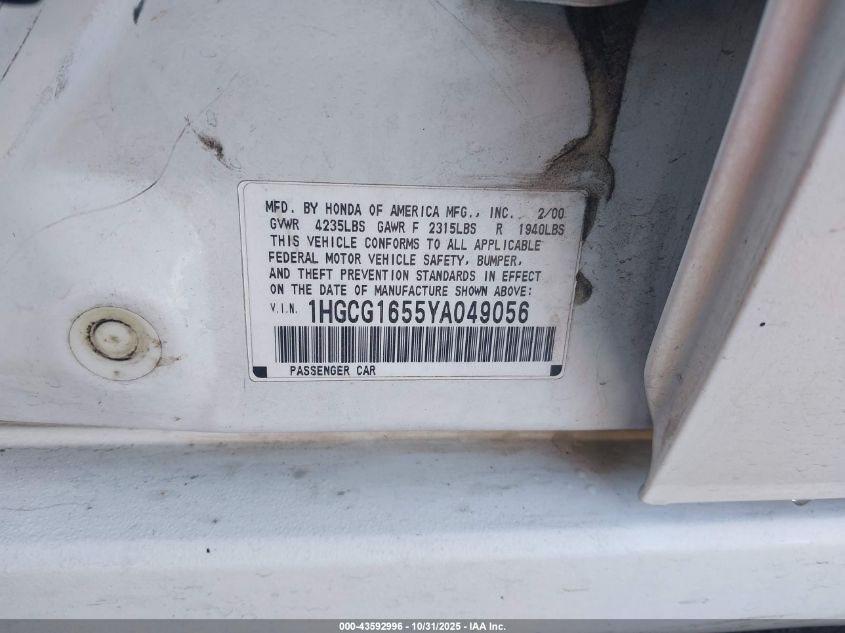 MFD. BY HONDA OF AMERICA MFG., INC. 2/00
GVWR 4235LBS GAWR F 2315LBS R 1940LBS
THIS VEHICLE CONFORMS TO ALL APPLICABLE
FEDERAL MOTOR VEHICLE SAFETY, BUMPER,
AND THEFT PREVENTION STANDARDS IN EFFECT
ON THE DATE OF MANUFACTURE SHOWN ABOVE:
V.I.N. 1HGCG1655YA049056
PASSENGER CAR
000-43592996 - 10/31/2025 - IAA Inc.